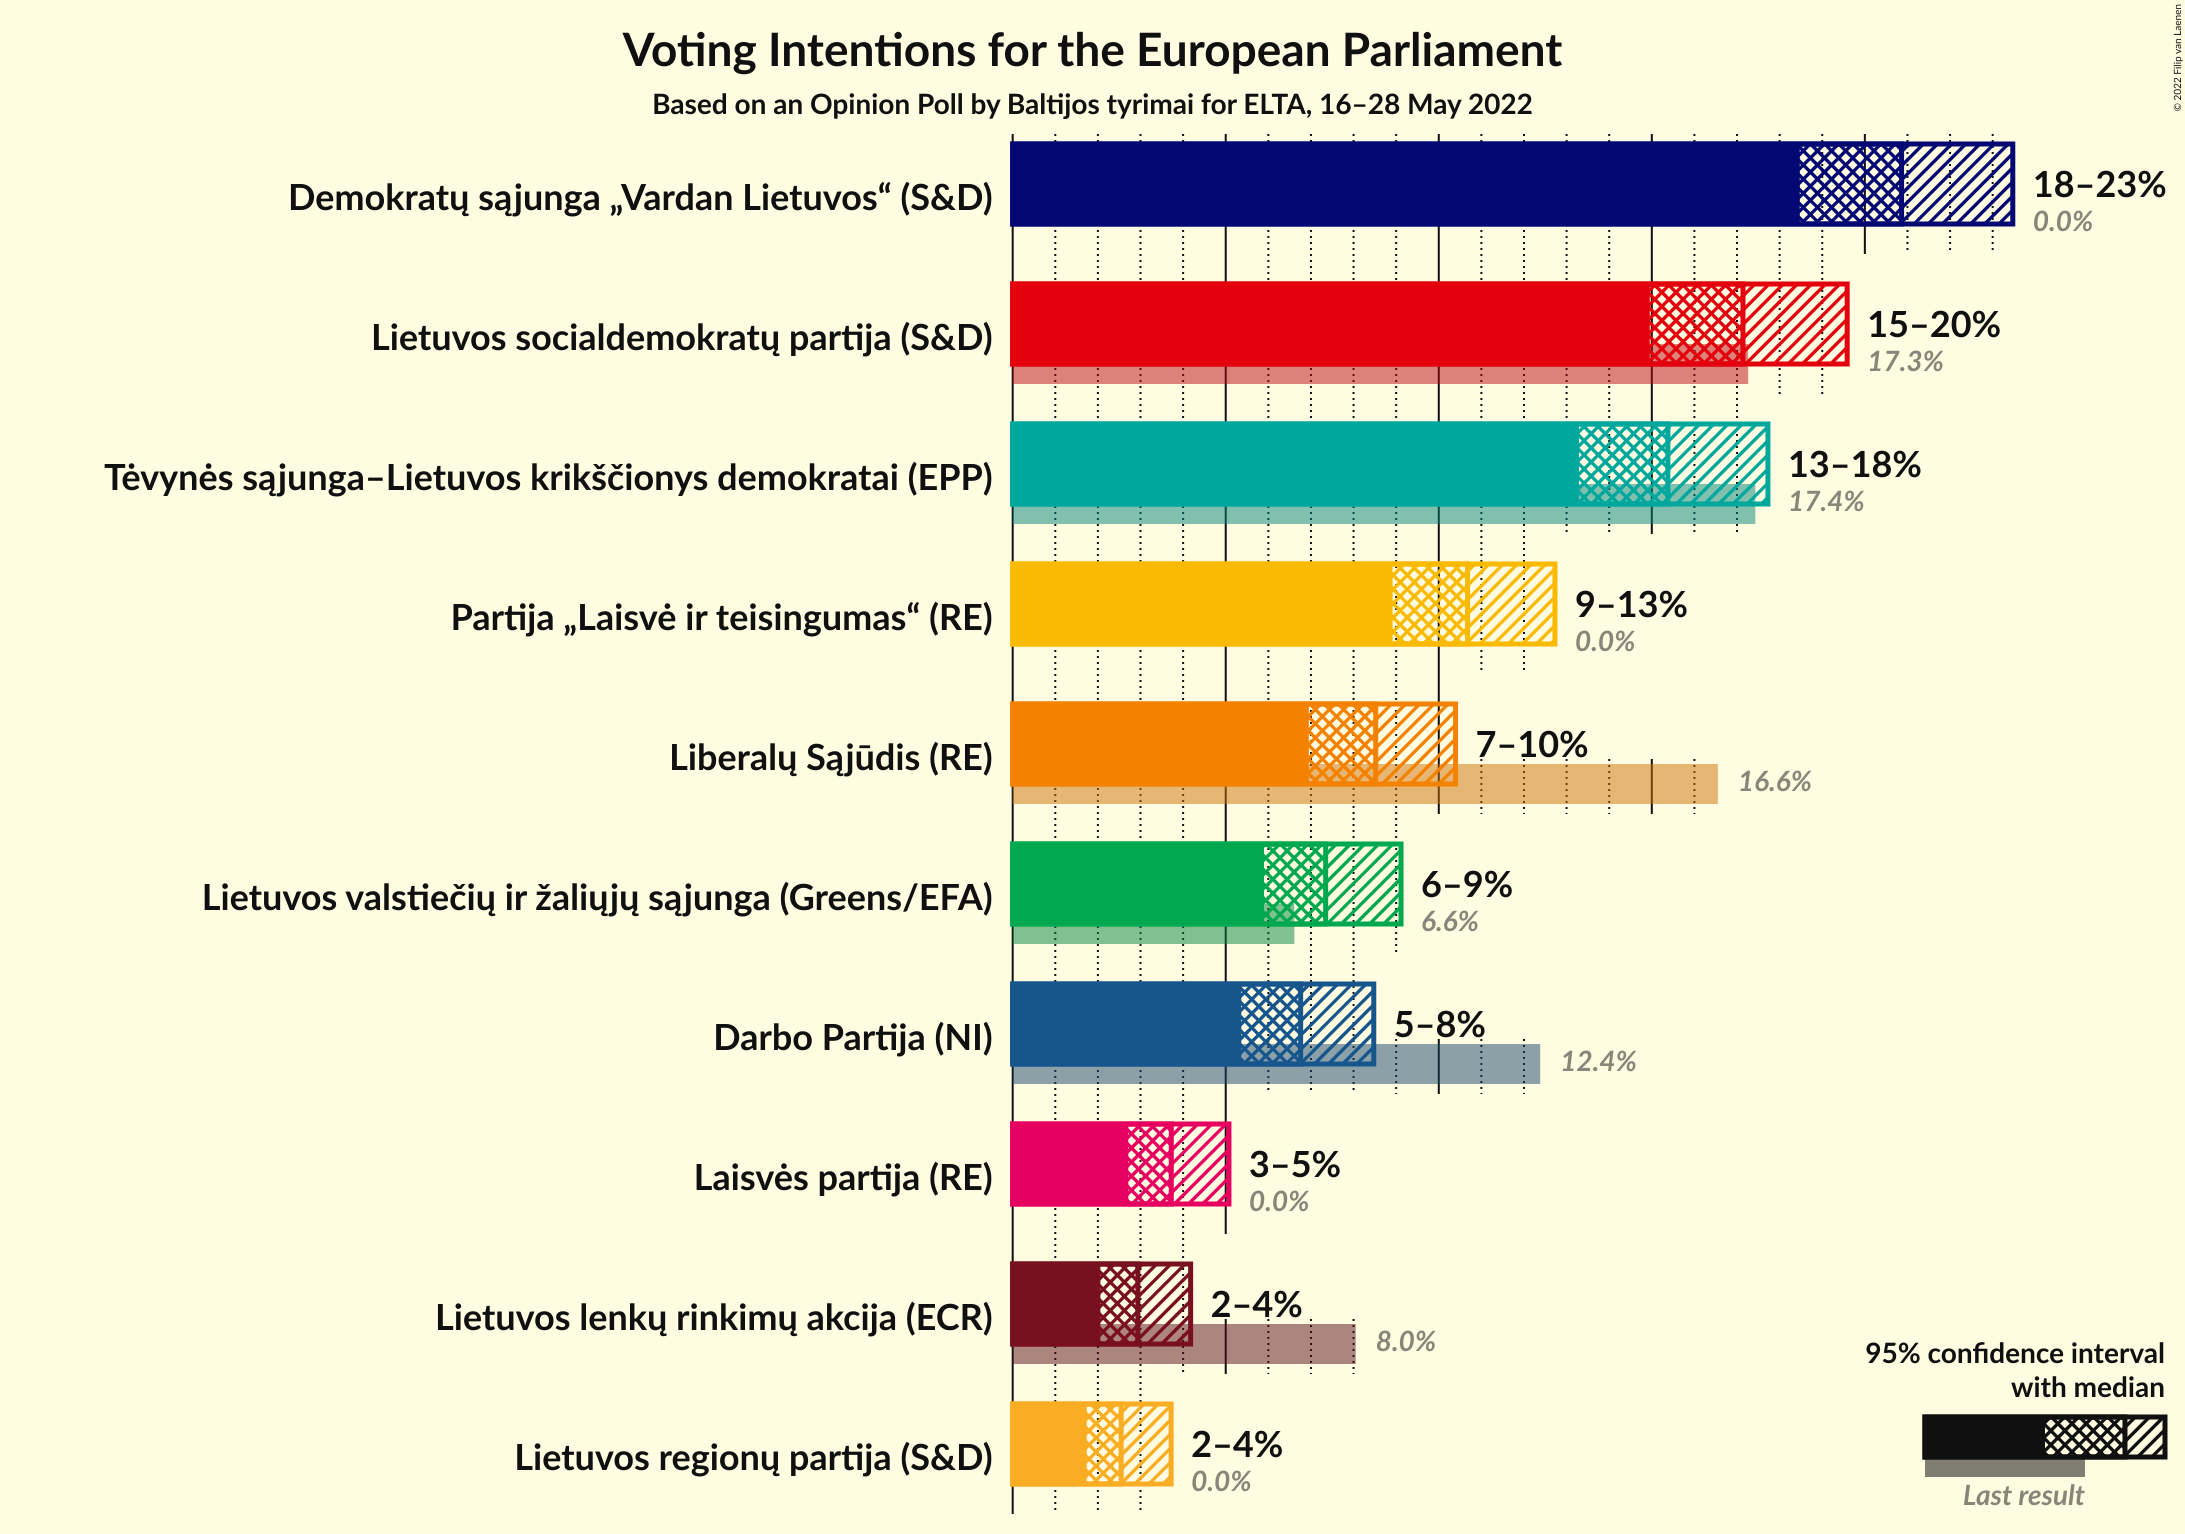 Voting Intentions for the European Parliament
Based on an Opinion Poll by Baltijos tyrimai for ELTA, 16–28 May 2022
© 2022 Filip van Laenen
Demokratų sąjunga „Vardan Lietuvos“ (S&D)
18–23%
0.0%
Lietuvos socialdemokratų partija (S&D)
15–20%
17.3%
Tėvynės sąjunga–Lietuvos krikščionys demokratai (EPP)
13–18%
17.4%
Partija „Laisvė ir teisingumas“ (RE)
9–13%
0.0%
Liberalų Sąjūdis (RE)
7–10%
16.6%
Lietuvos valstiečių ir žaliųjų sąjunga (Greens/EFA)
6–9%
6.6%
Darbo Partija (NI)
5–8%
12.4%
Laisvės partija (RE)
3–5%
0.0%
Lietuvos lenkų rinkimų akcija (ECR)
2–4%
8.0%
Lietuvos regionų partija (S&D)
2–4%
0.0%
95% confidence interval
with median
Last result